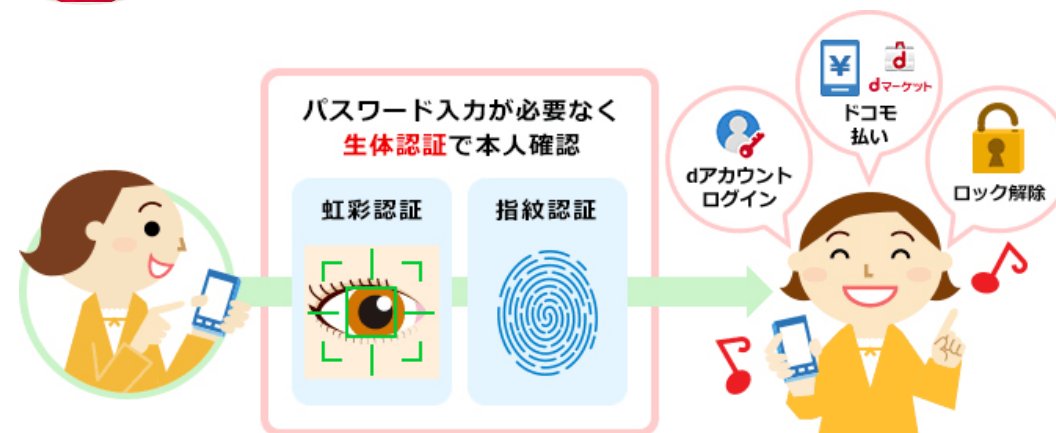 パスワード入力が必要なく
生体認証で本人確認
虹彩認証
指紋認証
dアカウント
ログイン
¥
d
dマーケット
ドコモ
払い
ロック解除